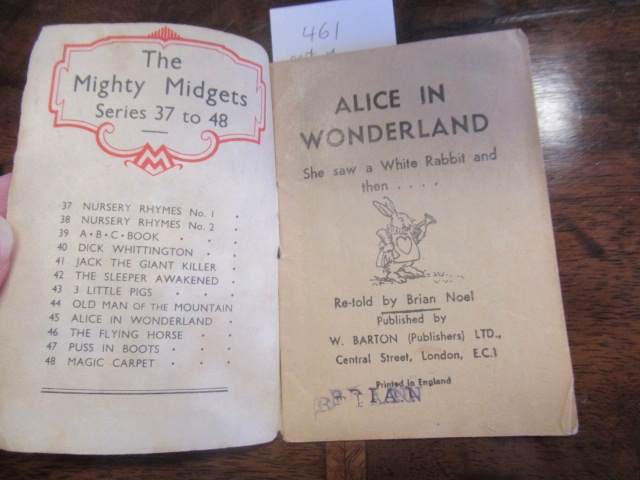 461
The
Mighty Midgets
Series 37 to 48
M
37 NURSERY RHYMES No. 1 .
38 NURSERY RHYMES No. 2 .
39 A·B·C·BOOK . . .
40 DICK WHITTINGTON . .
41 JACK THE GIANT KILLER .
42 THE SLEEPER AWAKENED .
43 3 LITTLE PIGS . . .
44 OLD MAN OF THE MOUNTAIN
45 ALICE IN WONDERLAND .
46 THE FLYING HORSE . .
47 PUSS IN BOOTS . . .
48 MAGIC CARPET . . .
ALICE IN
WONDERLAND
She saw a White Rabbit and
then . . . .
Re-told by Brian Noel
Published by
W. BARTON (Publishers) LTD.,
Central Street, London, E.C.1
Printed in England